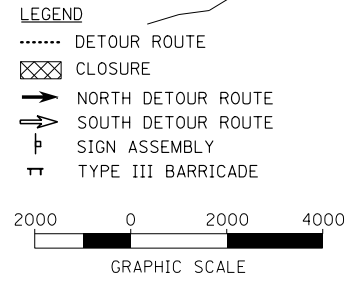 LEGEND
DETOUR ROUTE
CLOSURE
NORTH DETOUR ROUTE
SOUTH DETOUR ROUTE
SIGN ASSEMBLY
TYPE III BARRICADE
2000 0 2000 4000
GRAPHIC SCALE